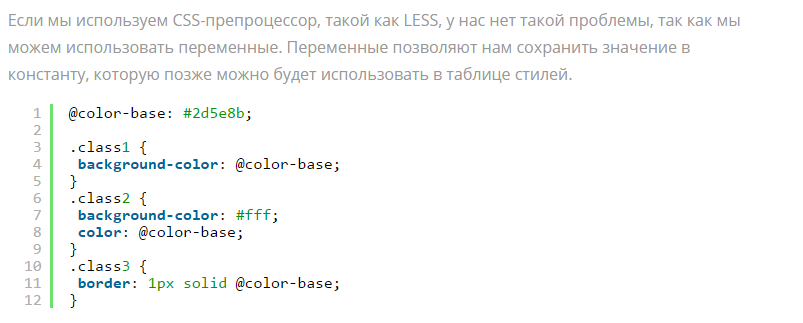 Если мы используем CSS-препроцессор, такой как LESS, у нас нет такой проблемы, так как мы
можем использовать переменные. Переменные позволяют нам сохранить значение в
константу, которую позже можно будет использовать в таблице стилей.
1 @color-base: #2d5e8b;
2
3 .class1 {
4 background-color: @color-base;
5 }
6 .class2 {
7 background-color: #fff;
8 color: @color-base;
9 }
10 .class3 {
11 border: 1px solid @color-base;
12 }